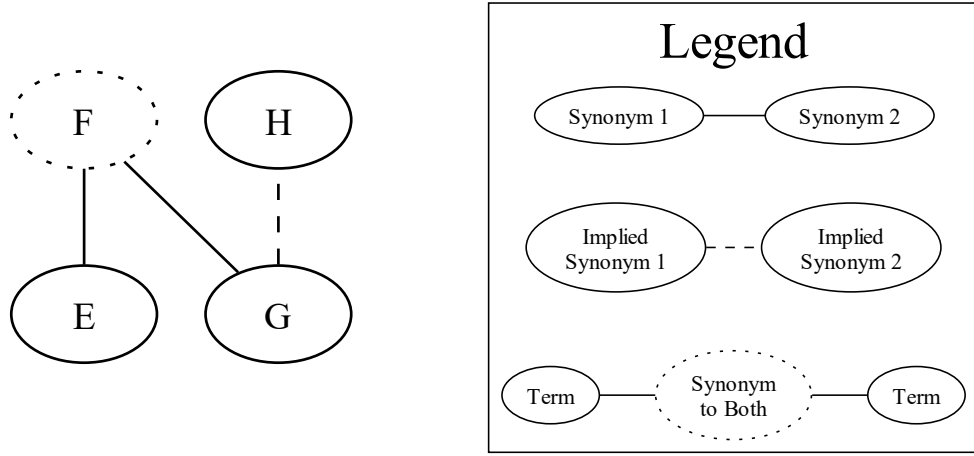 F
H
E
G
Legend
Synonym 1
Synonym 2
Implied
Synonym 1
Implied
Synonym 2
Term
Synonym
to Both
Term